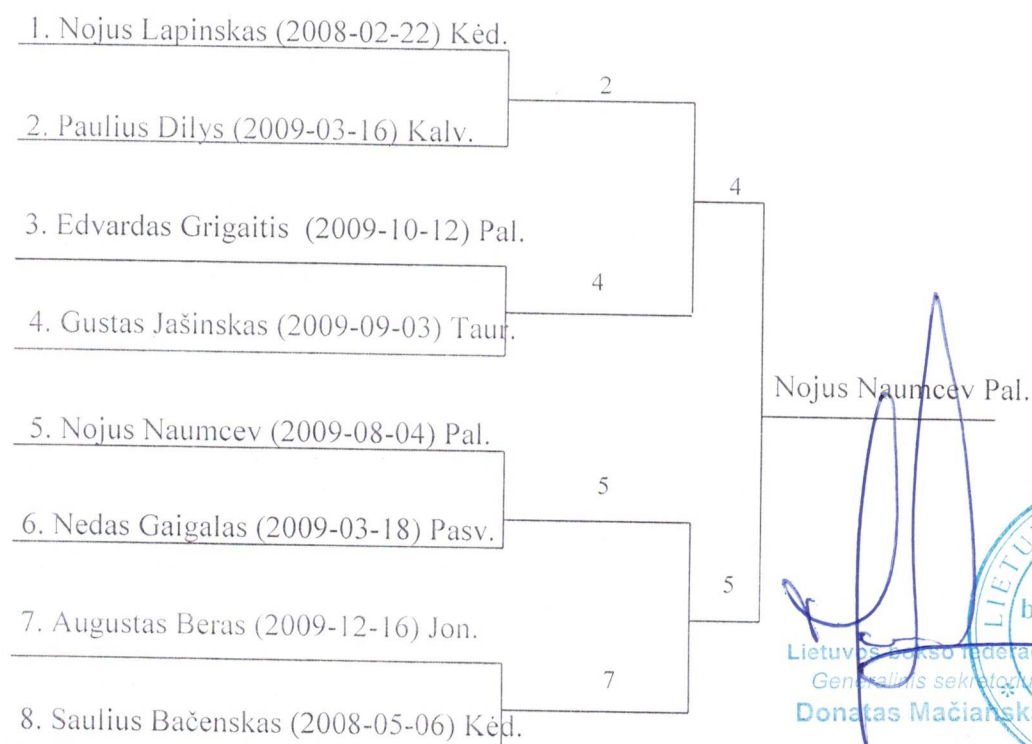 1. Nojus Lapinskas (2008-02-22) Kėd.
2
2. Paulius Dilys (2009-03-16) Kalv.
4
3. Edvardas Grigaitis (2009-10-12) Pal.
4
4. Gustas Jašinskas (2009-09-03) Taur.
Nojus Naumcev Pal.
5. Nojus Naumcev (2009-08-04) Pal.
5
6. Nedas Gaigalas (2009-03-18) Pasv.
5
7. Augustas Beras (2009-12-16) Jon.
7
8. Saulius Bačenskas (2008-05-06) Kėd.
Lietuvos bokso
Generalinis
Donatas